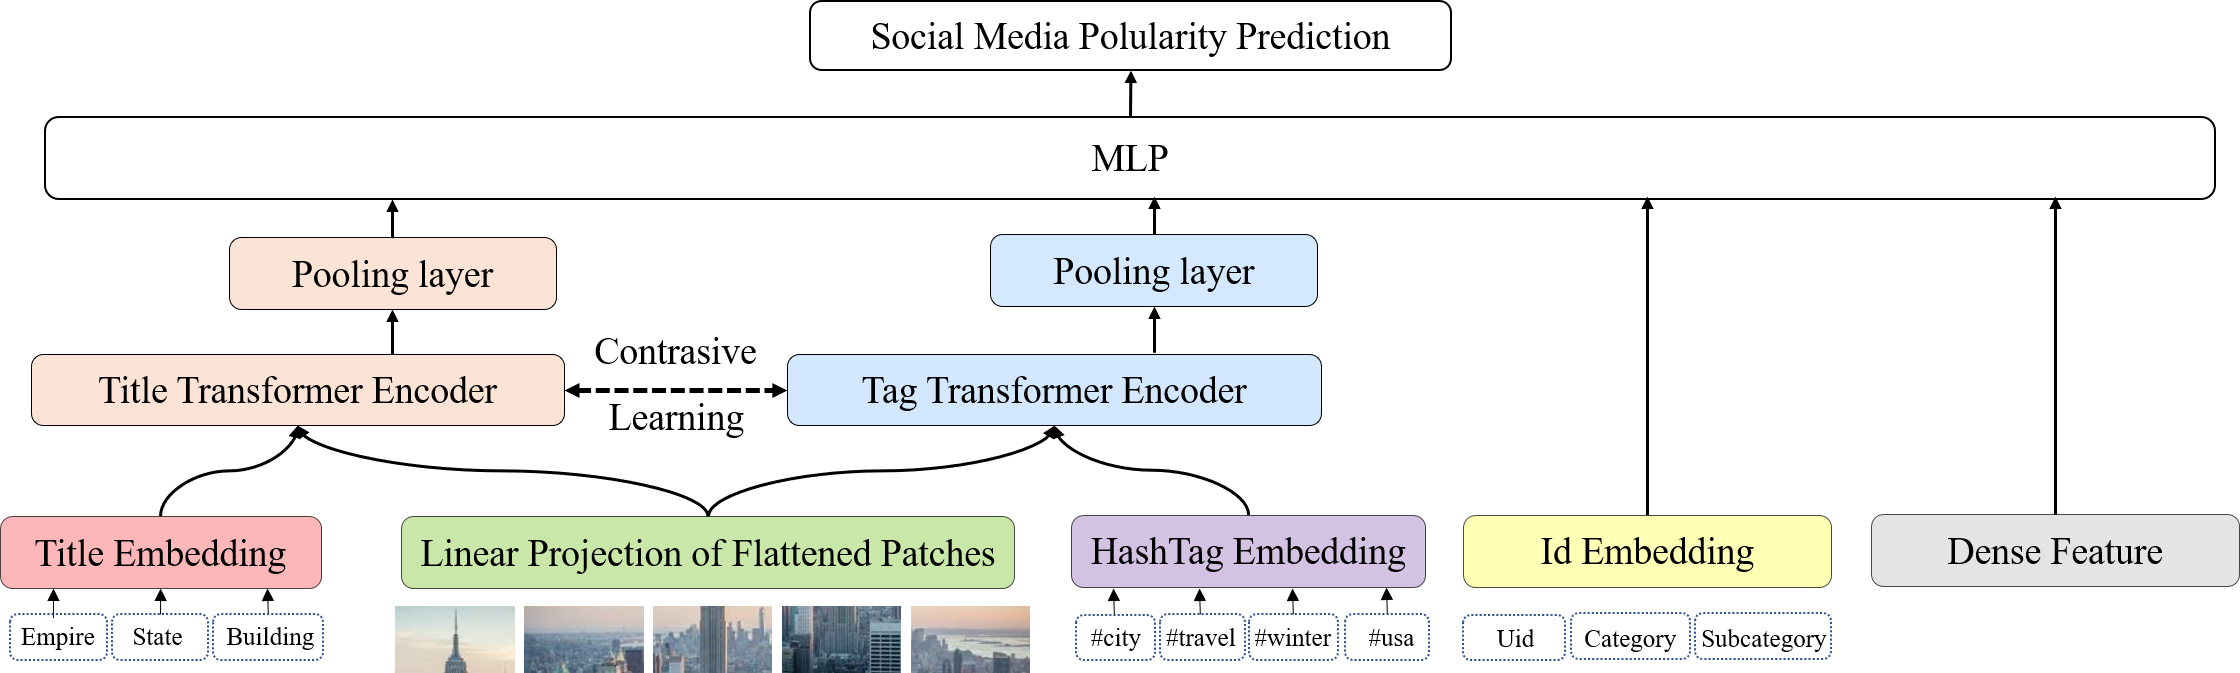 Social Media Polularity Prediction
MLP
Pooling layer
Pooling layer
Contrasive
Title Transformer Encoder
Tag Transformer Encoder
Learning
Title Embedding
Linear Projection of Flattened Patches
HashTag Embedding
Id Embedding
Dense Feature
Empire
State
Building
#city
#travel
#winter
#usa
Uid
Category
Subcategory